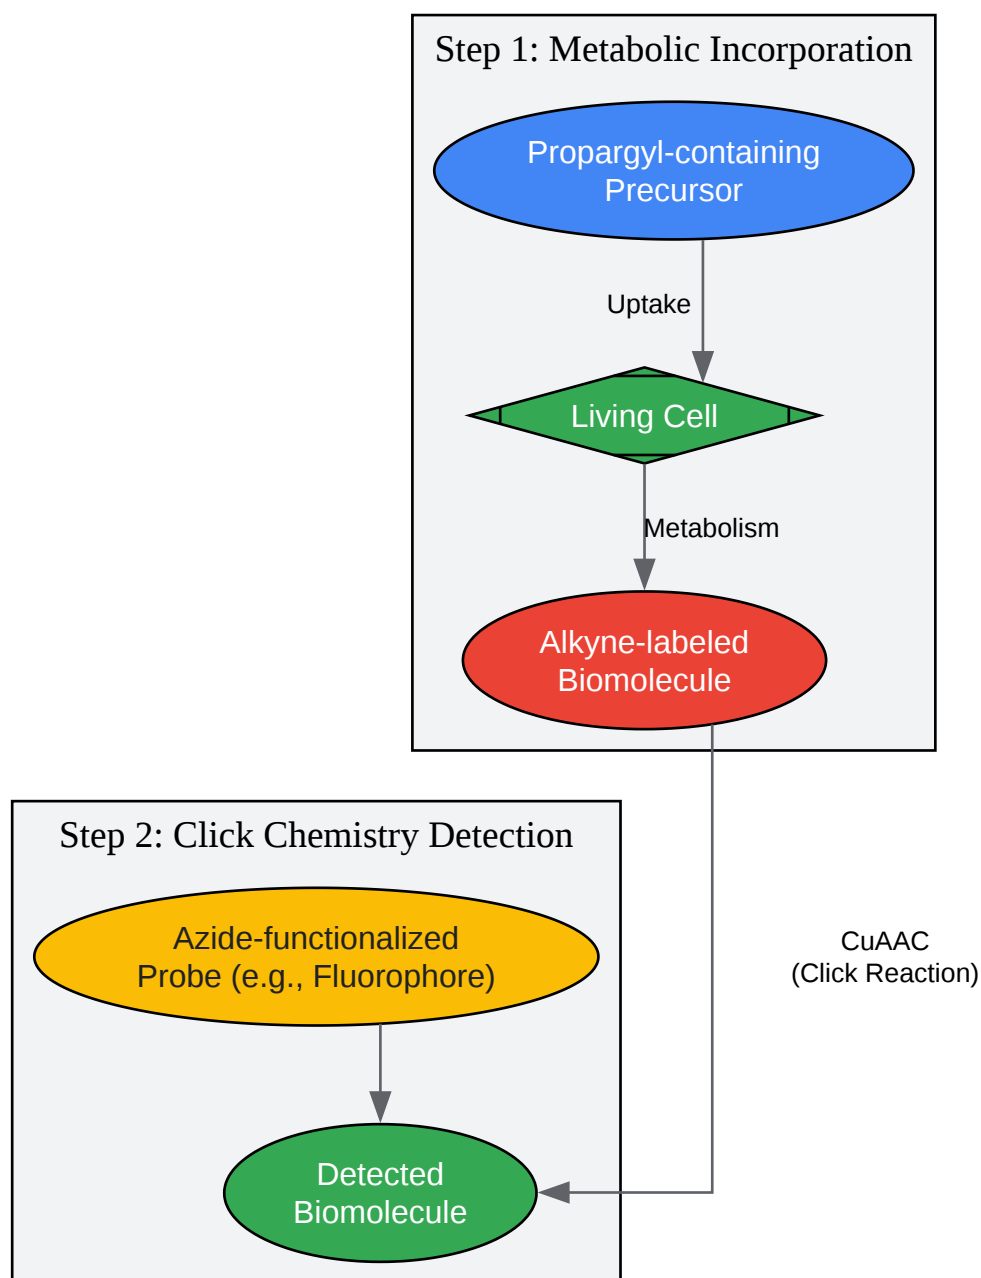 Step 1: Metabolic Incorporation
Propargyl-containing
Precursor
Uptake
Living Cell
Metabolism
Alkyne-labeled
Biomolecule
Step 2: Click Chemistry Detection
Azide-functionalized
Probe (e.g., Fluorophore)
CuAAC
(Click Reaction)
Detected
Biomolecule